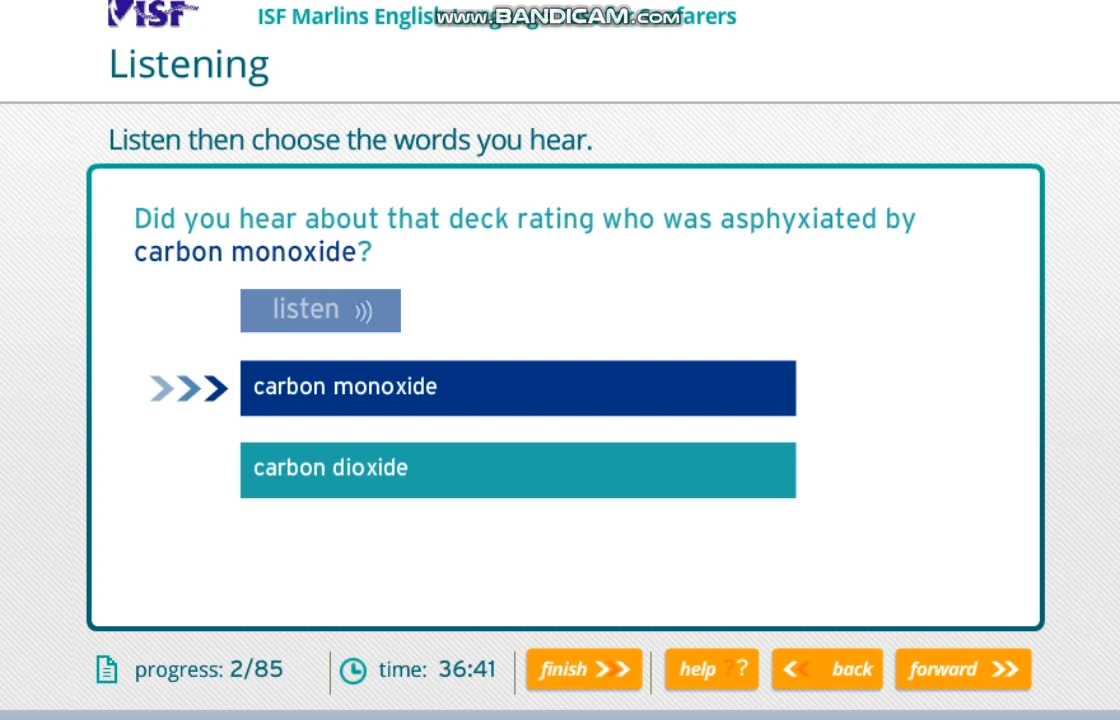 ISF
ISF Marlins English www.BANDICAM.com farers
Listening
Listen then choose the words you hear.
Did you hear about that deck rating who was asphyxiated by
carbon monoxide?
listen
carbon monoxide
carbon dioxide
progress: 2/85
time: 36:41
finish
help ??
back
forward